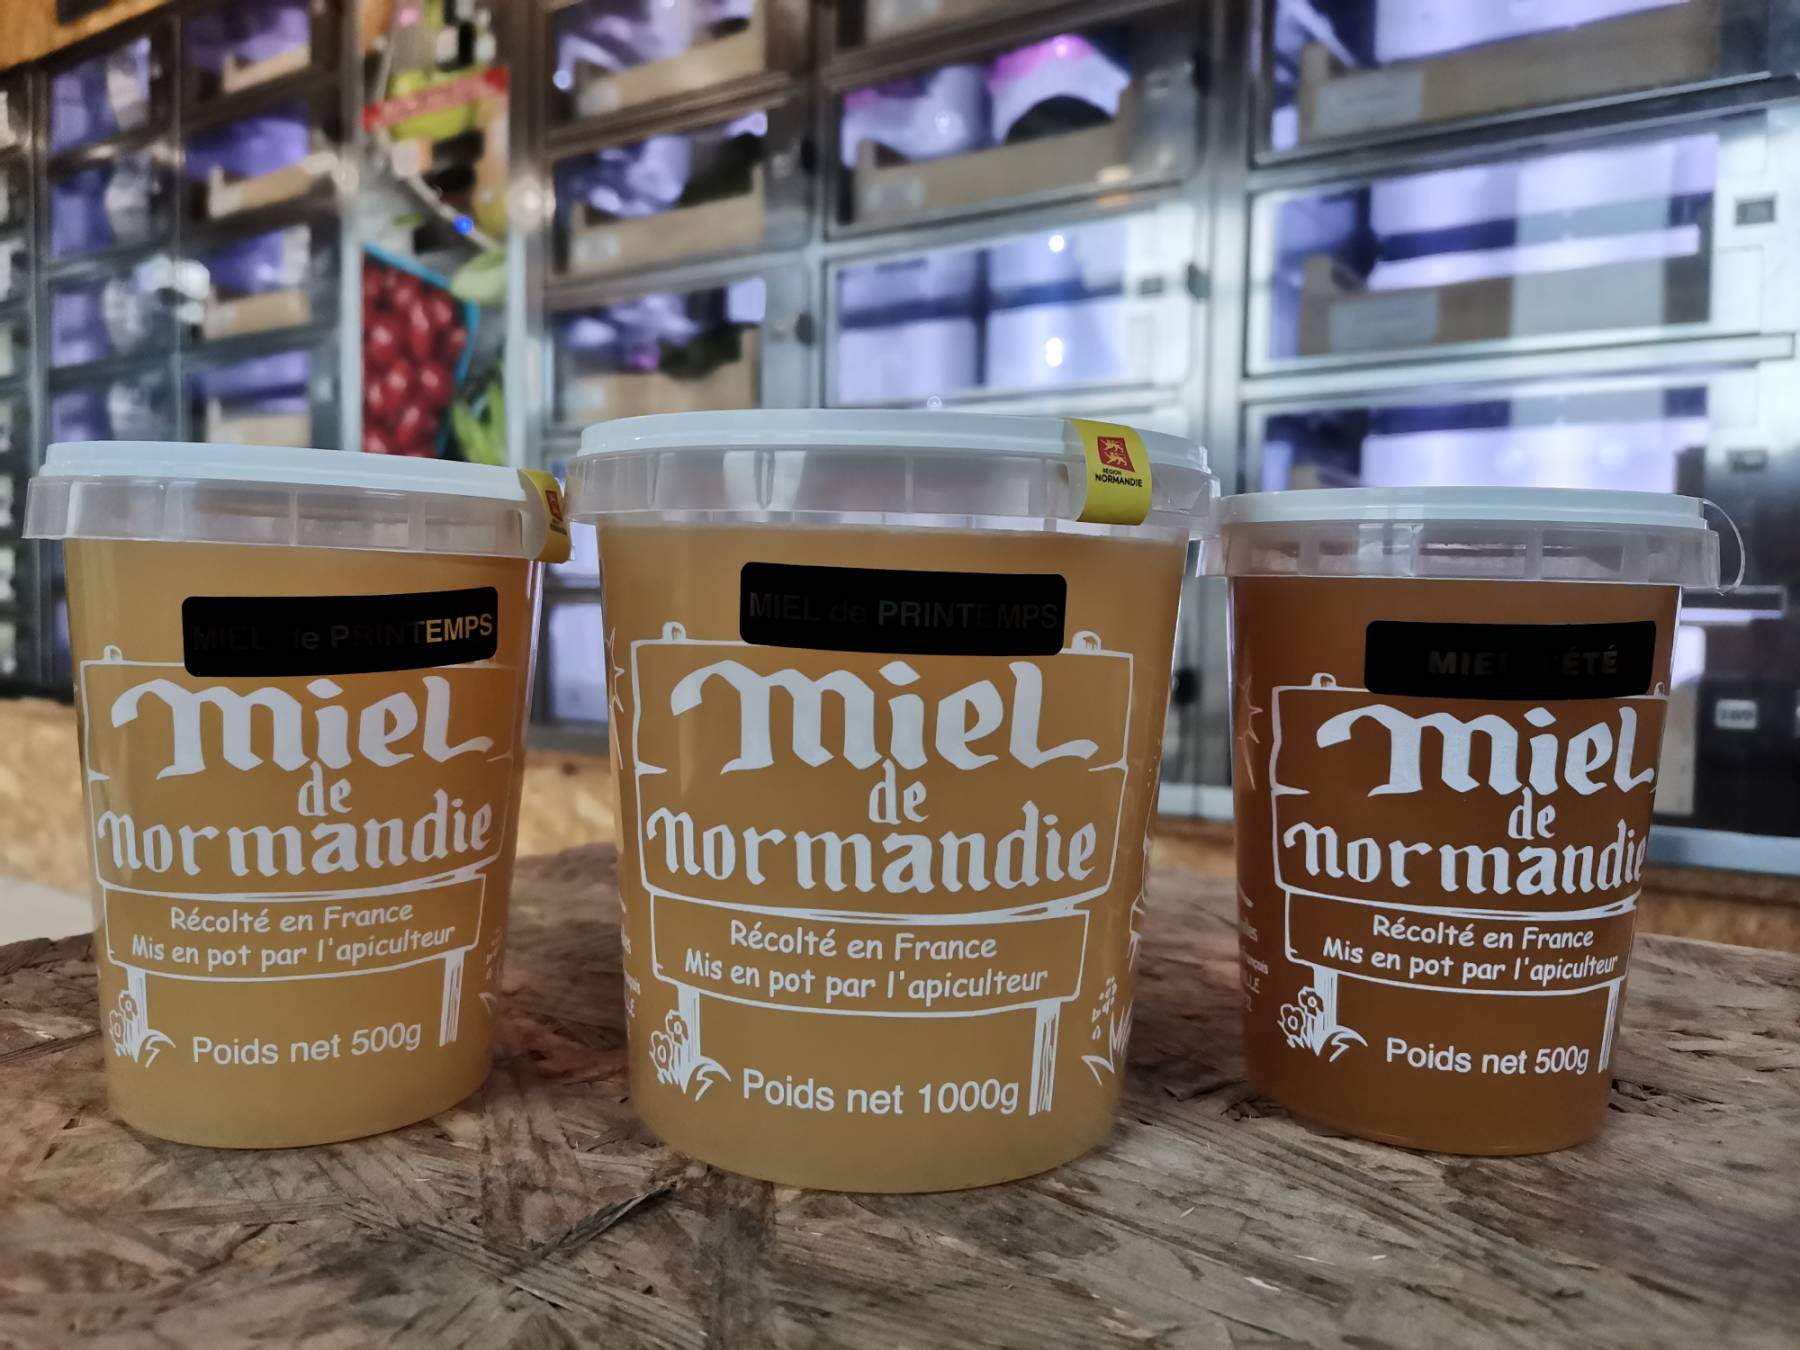 MIEL de PRINTEMPS
Miel
de
normandie
Récolté en France
Mis en pot par l'apiculteur
Poids net 500g
RÉGION
NORMANDIE
MIEL de PRINTEMPS
Miel
de
normandie
Récolté en France
Mis en pot par l'apiculteur
Poids net 1000g
MIEL D'ÉTÉ
Miel
de
normandie
Récolté en France
Mis en pot par l'apiculteur
Poids net 500g